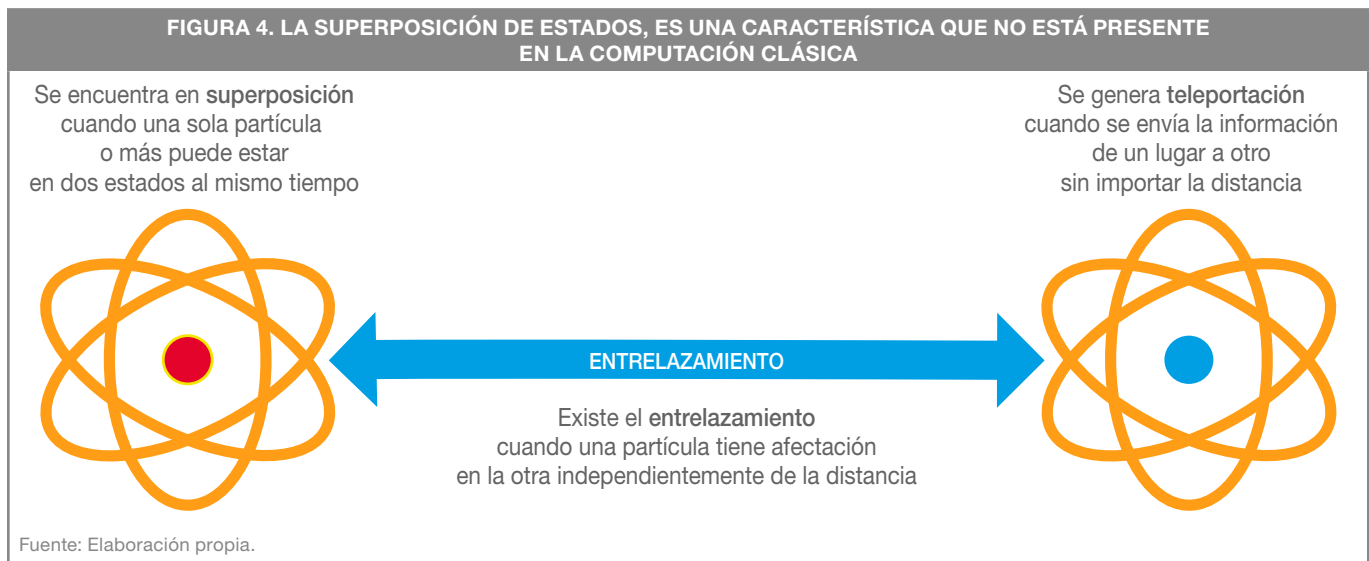 FIGURA 4. LA SUPERPOSICIÓN DE ESTADOS, ES UNA CARACTERÍSTICA QUE NO ESTÁ PRESENTE
EN LA COMPUTACIÓN CLÁSICA
Se encuentra en superposición
cuando una sola partícula
o más puede estar
en dos estados al mismo tiempo
Se genera teleportación
cuando se envía la información
de un lugar a otro
sin importar la distancia
ENTRELAZAMIENTO
Existe el entrelazamiento
cuando una partícula tiene afectación
en la otra independientemente de la distancia
Fuente: Elaboración propia.